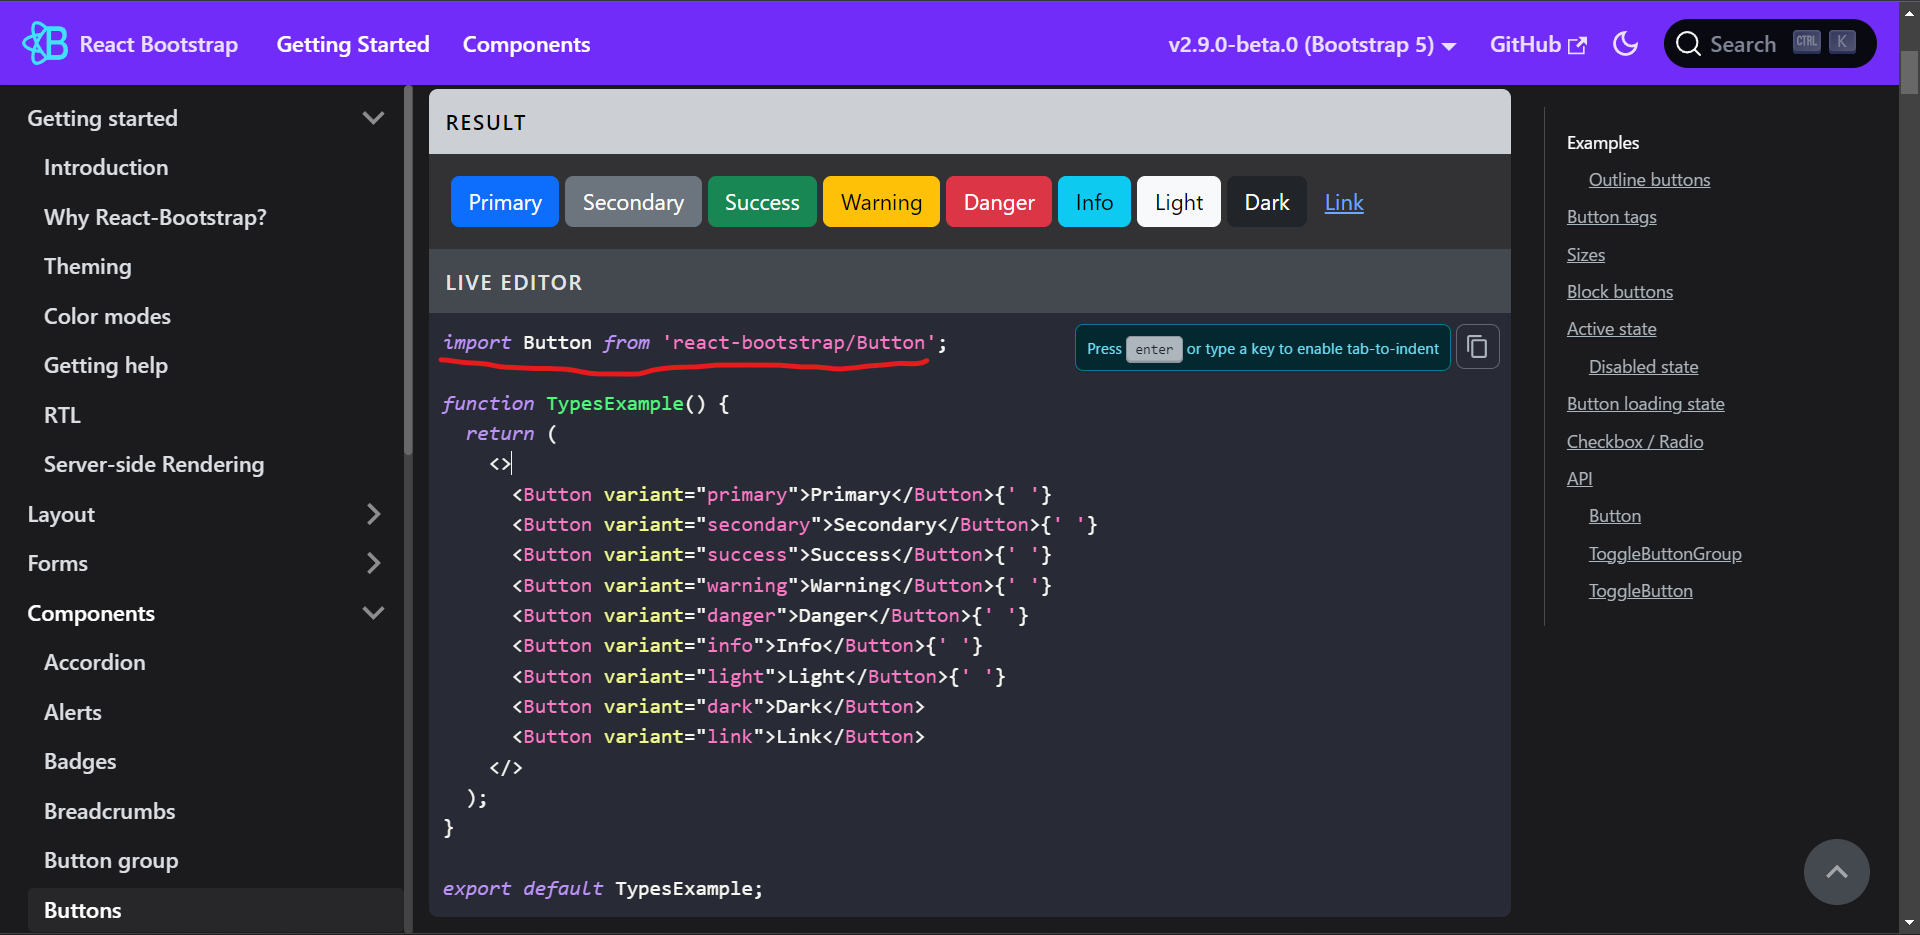 React Bootstrap Getting Started Components v2.9.0-beta.0 (Bootstrap 5) GitHub Search CTRL K
Getting started
Introduction
Why React-Bootstrap?
Theming
Color modes
Getting help
RTL
Server-side Rendering
Layout
Forms
Components
Accordion
Alerts
Badges
Breadcrumbs
Button group
Buttons
RESULT
Primary Secondary Success Warning Danger Info Light Dark Link
LIVE EDITOR
import Button from 'react-bootstrap/Button';
Press enter or type a key to enable tab-to-indent
function TypesExample() {
return (
<>
<Button variant="primary">Primary</Button>{' '}
<Button variant="secondary">Secondary</Button>{' '}
<Button variant="success">Success</Button>{' '}
<Button variant="warning">Warning</Button>{' '}
<Button variant="danger">Danger</Button>{' '}
<Button variant="info">Info</Button>{' '}
<Button variant="light">Light</Button>{' '}
<Button variant="dark">Dark</Button>
<Button variant="link">Link</Button>
</>
);
}
export default TypesExample;
Examples
Outline buttons
Button tags
Sizes
Block buttons
Active state
Disabled state
Button loading state
Checkbox / Radio
API
Button
ToggleButtonGroup
ToggleButton